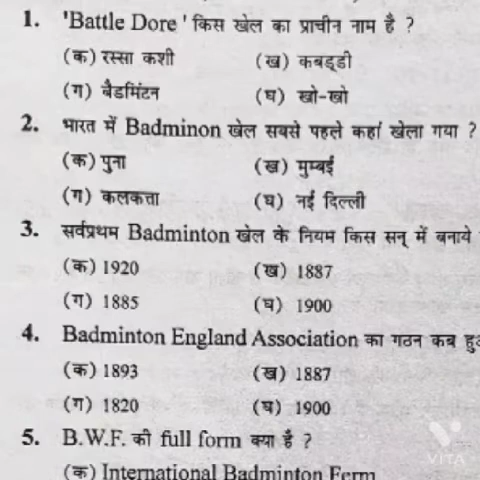 1. 'Battle Dore ' किस खेल का प्राचीन नाम है ?
(क) रस्सा कशी (ख) कबड्डी
(ग) बैडमिंटन (घ) खो-खो
2. भारत में Badminon खेल सबसे पहले कहां खेला गया ?
(क) पुना (ख) मुम्बई
(ग) कलकत्ता (घ) नई दिल्ली
3. सर्वप्रथम Badminton खेल के नियम किस सन् में बनाये
(क) 1920 (ख) 1887
(ग) 1885 (घ) 1900
4. Badminton England Association का गठन कब
(क) 1893 (ख) 1887
(ग) 1820 (घ) 1900
5. B.W.F. की full form क्या है ?
(क) International Badminton Ferm
VITA